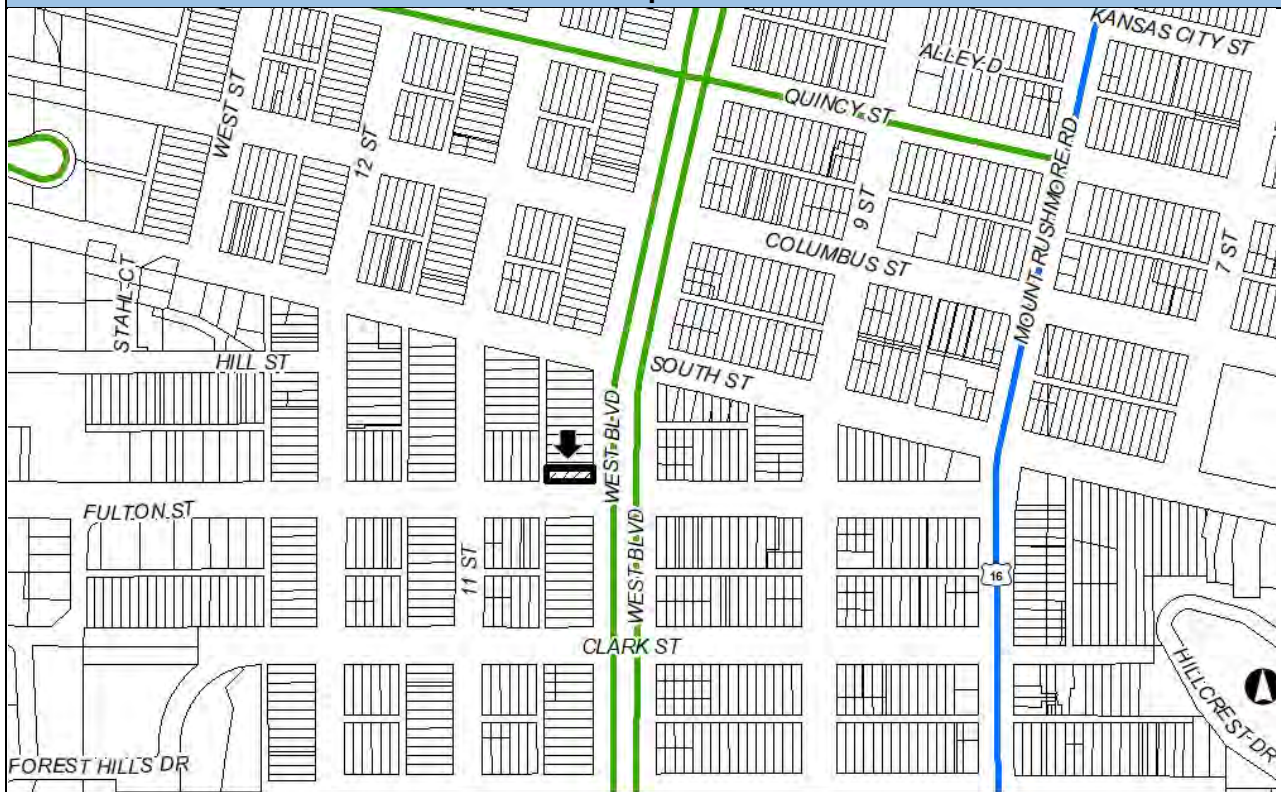 KANSAS CITY ST
ALLEY D
QUINCY ST
WEST ST
12 ST
MOUNT RUSHMORE RD
9 ST
COLUMBUS ST
7 ST
STAHL CT
HILL ST
SOUTH ST
WEST BLVD
FULTON ST
WEST BLVD
11 ST
16
CLARK ST
HILLCREST DR
FOREST HILLS DR